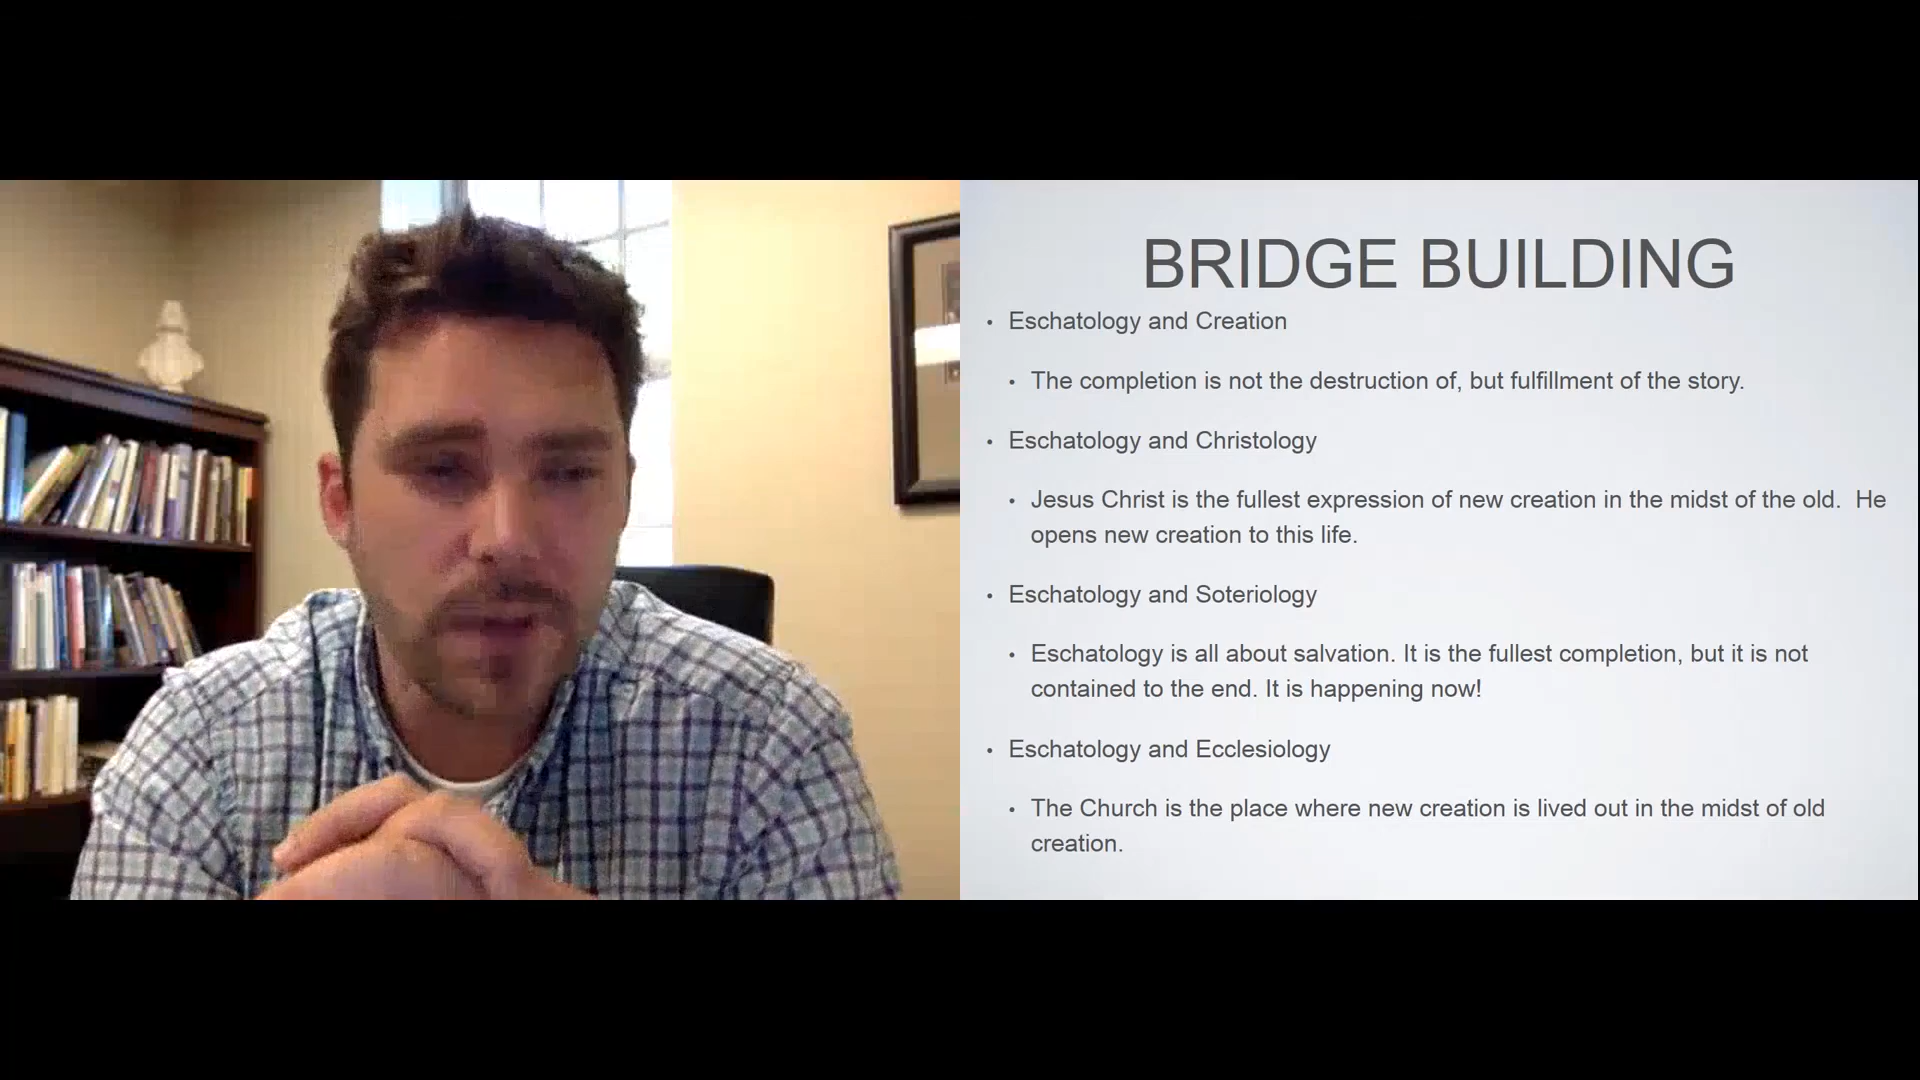 BRIDGE BUILDING
• Eschatology and Creation
• The completion is not the destruction of, but fulfillment of the story.
• Eschatology and Christology
• Jesus Christ is the fullest expression of new creation in the midst of the old.  He
opens new creation to this life.
• Eschatology and Soteriology
• Eschatology is all about salvation. It is the fullest completion, but it is not
contained to the end. It is happening now!
• Eschatology and Ecclesiology
• The Church is the place where new creation is lived out in the midst of old
creation.